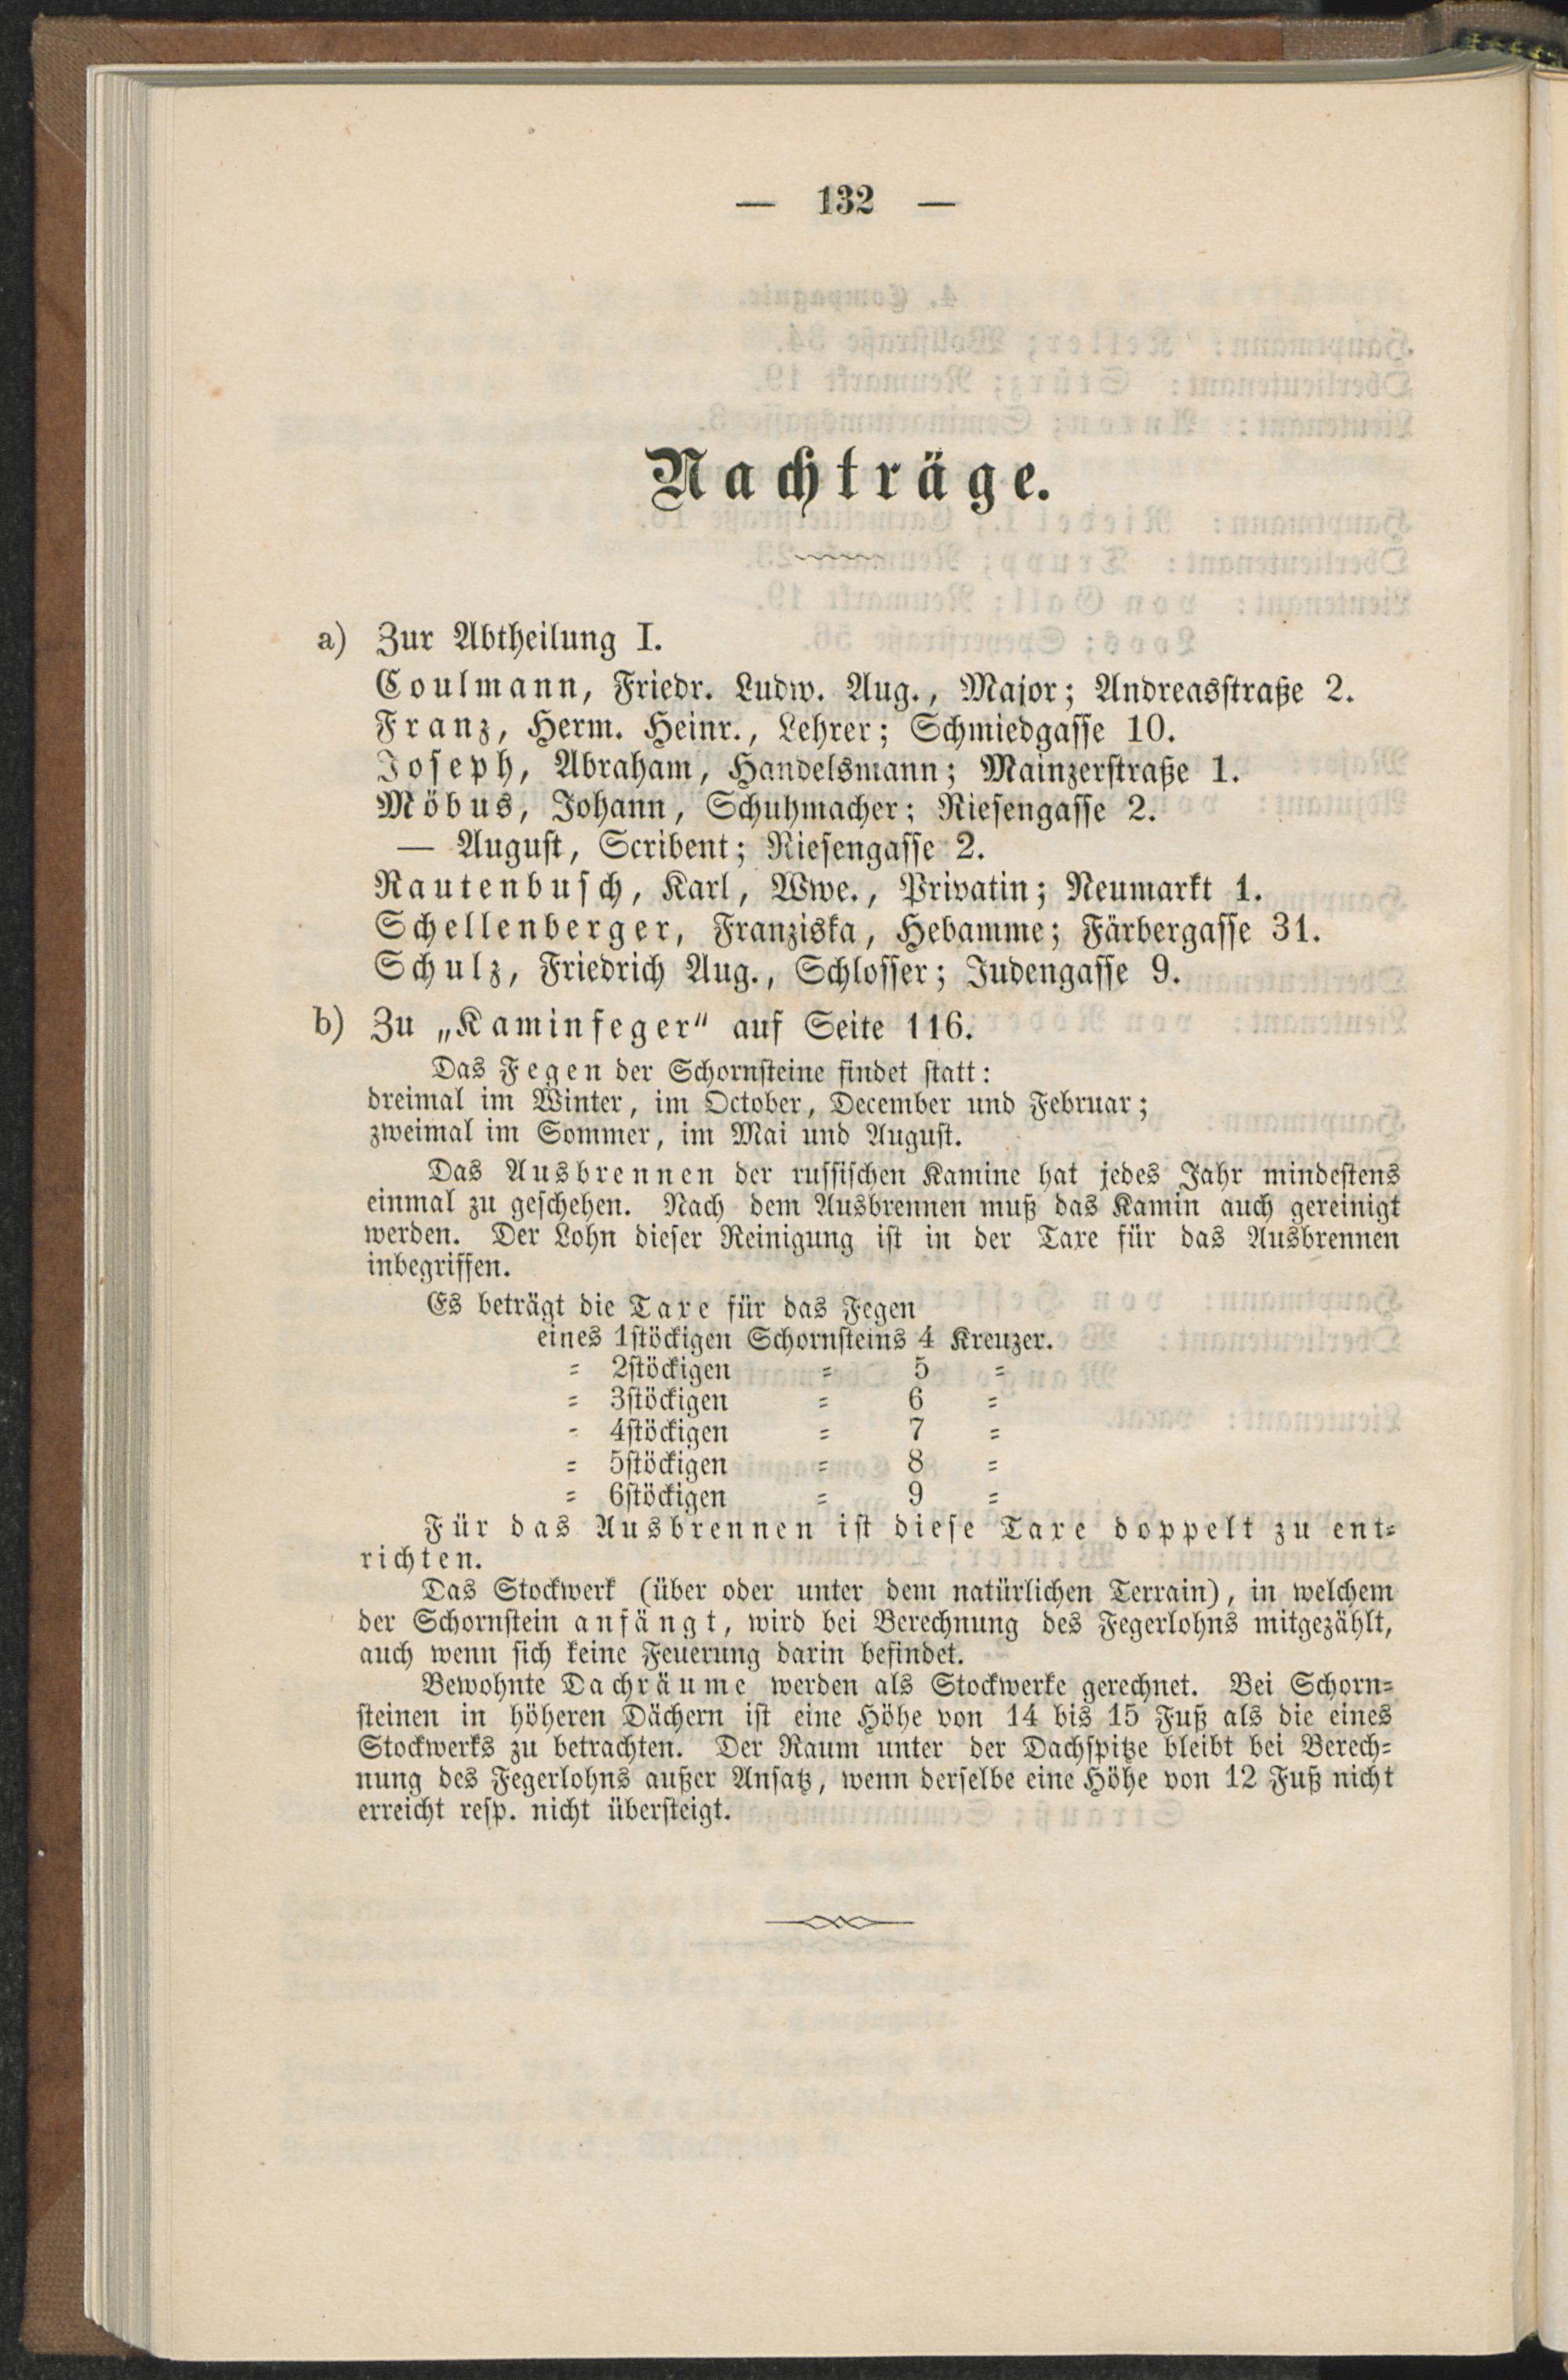 — 132 —
Nachträge.
a) Zur Abtheilung I.
Coulmann, Friedr. Ludw. Aug., Major; Andreasstraße 2.
Franz, Herm. Heinr., Lehrer; Schmiedgasse 10.
Joseph, Abraham, Handelsmann; Mainzerstraße 1.
Möbus, Johann, Schuhmacher; Riesengasse 2.
— August, Scribent; Riesengasse 2.
Rautenbusch, Karl, Wwe., Privatin; Neumarkt 1.
Schellenberger, Franziska, Hebamme; Färbergasse 31.
Schulz, Friedrich Aug., Schlosser; Judengasse 9.
b) Zu „Kaminfeger" auf Seite 116.
Das Fegen der Schornsteine findet statt:
dreimal im Winter, im October, December und Februar;
zweimal im Sommer, im Mai und August.
Das Ausbrennen der russischen Kamine hat jedes Jahr mindestens
einmal zu geschehen. Nach dem Ausbrennen muß das Kamin auch gereinigt
werden. Der Lohn dieser Reinigung ist in der Taxe für das Ausbrennen
inbegriffen.
Es beträgt die Taxe für das Fegen
eines 1stöckigen Schornsteins 4 Kreuzer.
= 2stöckigen = 5 =
= 3stöckigen = 6 =
= 4stöckigen = 7 =
= 5stöckigen = 8 =
= 6stöckigen = 9 =
Für das Ausbrennen ist diese Taxe doppelt zu ent=
richten.
Das Stockwerk (über oder unter dem natürlichen Terrain), in welchem
der Schornstein anfängt, wird bei Berechnung des Fegerlohns mitgezählt,
auch wenn sich keine Feuerung darin befindet.
Bewohnte Dachräume werden als Stockwerke gerechnet. Bei Schorn=
steinen in höheren Dächern ist eine Höhe von 14 bis 15 Fuß als die eines
Stockwerks zu betrachten. Der Raum unter der Dachspitze bleibt bei Berech=
nung des Fegerlohns außer Ansatz, wenn derselbe eine Höhe von 12 Fuß nicht
erreicht resp. nicht übersteigt.